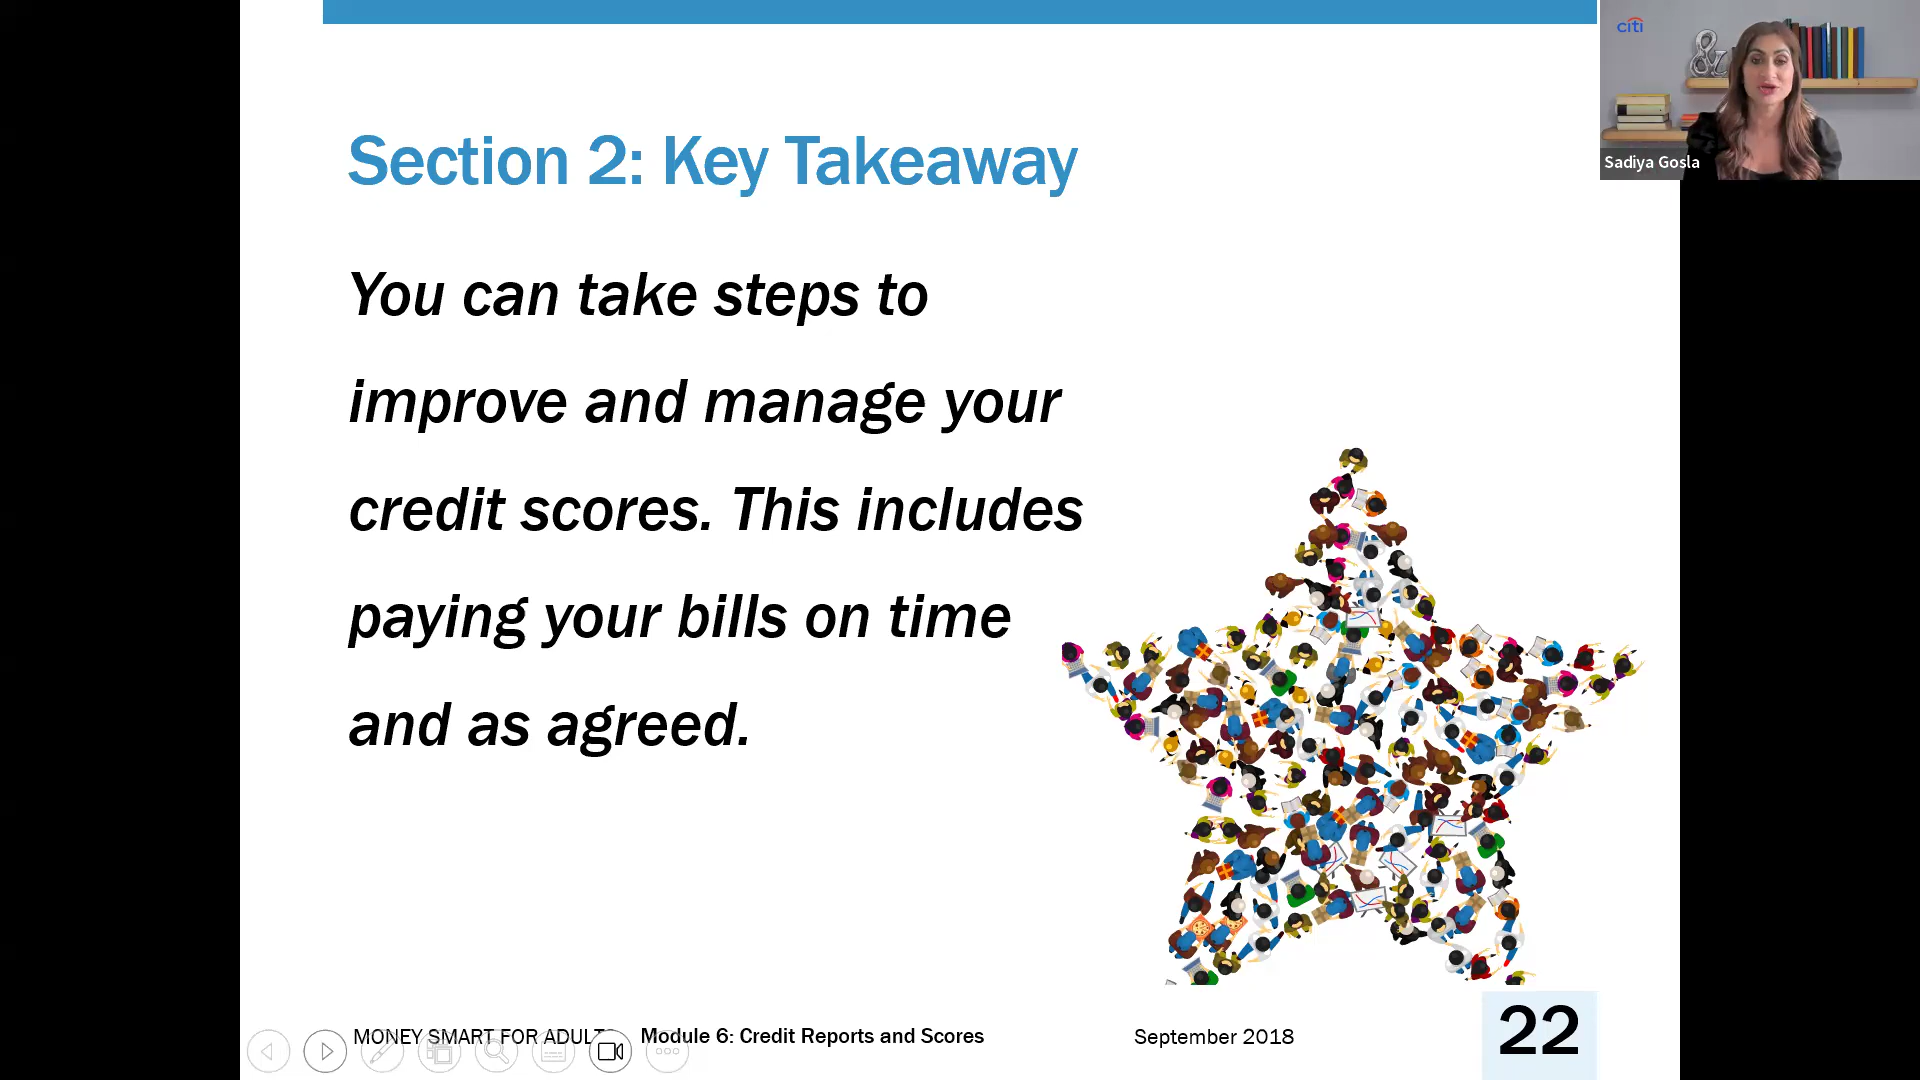 citi
Sadiya Gosla
Section 2: Key Takeaway
You can take steps to
improve and manage your
credit scores. This includes
paying your bills on time
and as agreed.
MONEY SMART FOR ADULTS
Module 6: Credit Reports and Scores
September 2018
22